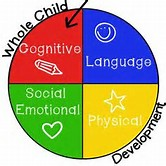 Whole Child
Cognitive
Language
Social
Emotional
Physical
Development